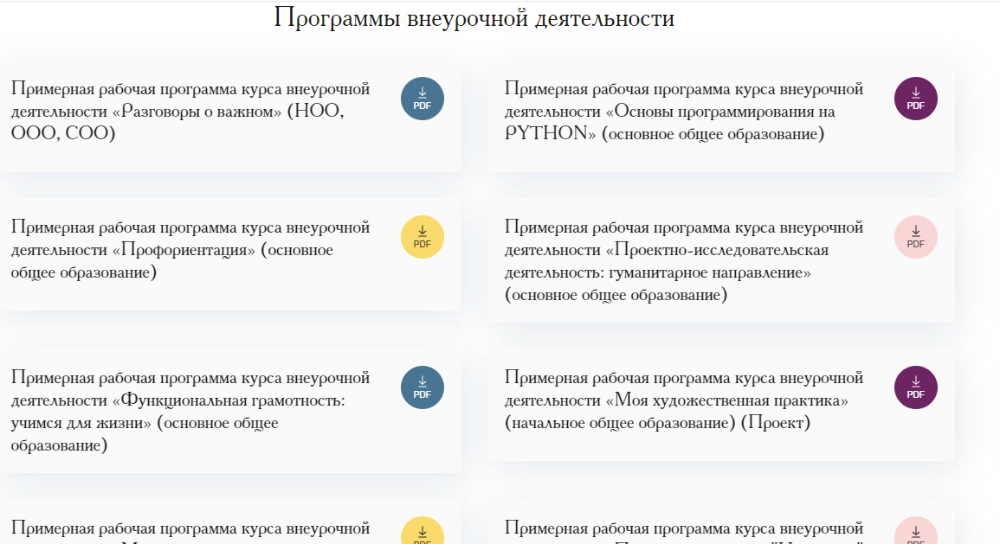 Программы внеурочной деятельности
Примерная рабочая программа курса внеурочной
деятельности «Разговоры о важном» (НОО,
ООО, СОО)
PDF
Примерная рабочая программа курса внеурочной
деятельности «Основы программирования на
PYTHON» (основное общее образование)
PDF
Примерная рабочая программа курса внеурочной
деятельности «Профориентация» (основное
общее образование)
PDF
Примерная рабочая программа курса внеурочной
деятельности «Проектно-исследовательская
деятельность: гуманитарное направление»
(основное общее образование)
PDF
Примерная рабочая программа курса внеурочной
деятельности «Функциональная грамотность:
учимся для жизни» (основное общее
образование)
PDF
Примерная рабочая программа курса внеурочной
деятельности «Моя художественная практика»
(начальное общее образование) (Проект)
PDF
Примерная рабочая программа курса внеурочной
PDF
Примерная рабочая программа курса внеурочной
PDF